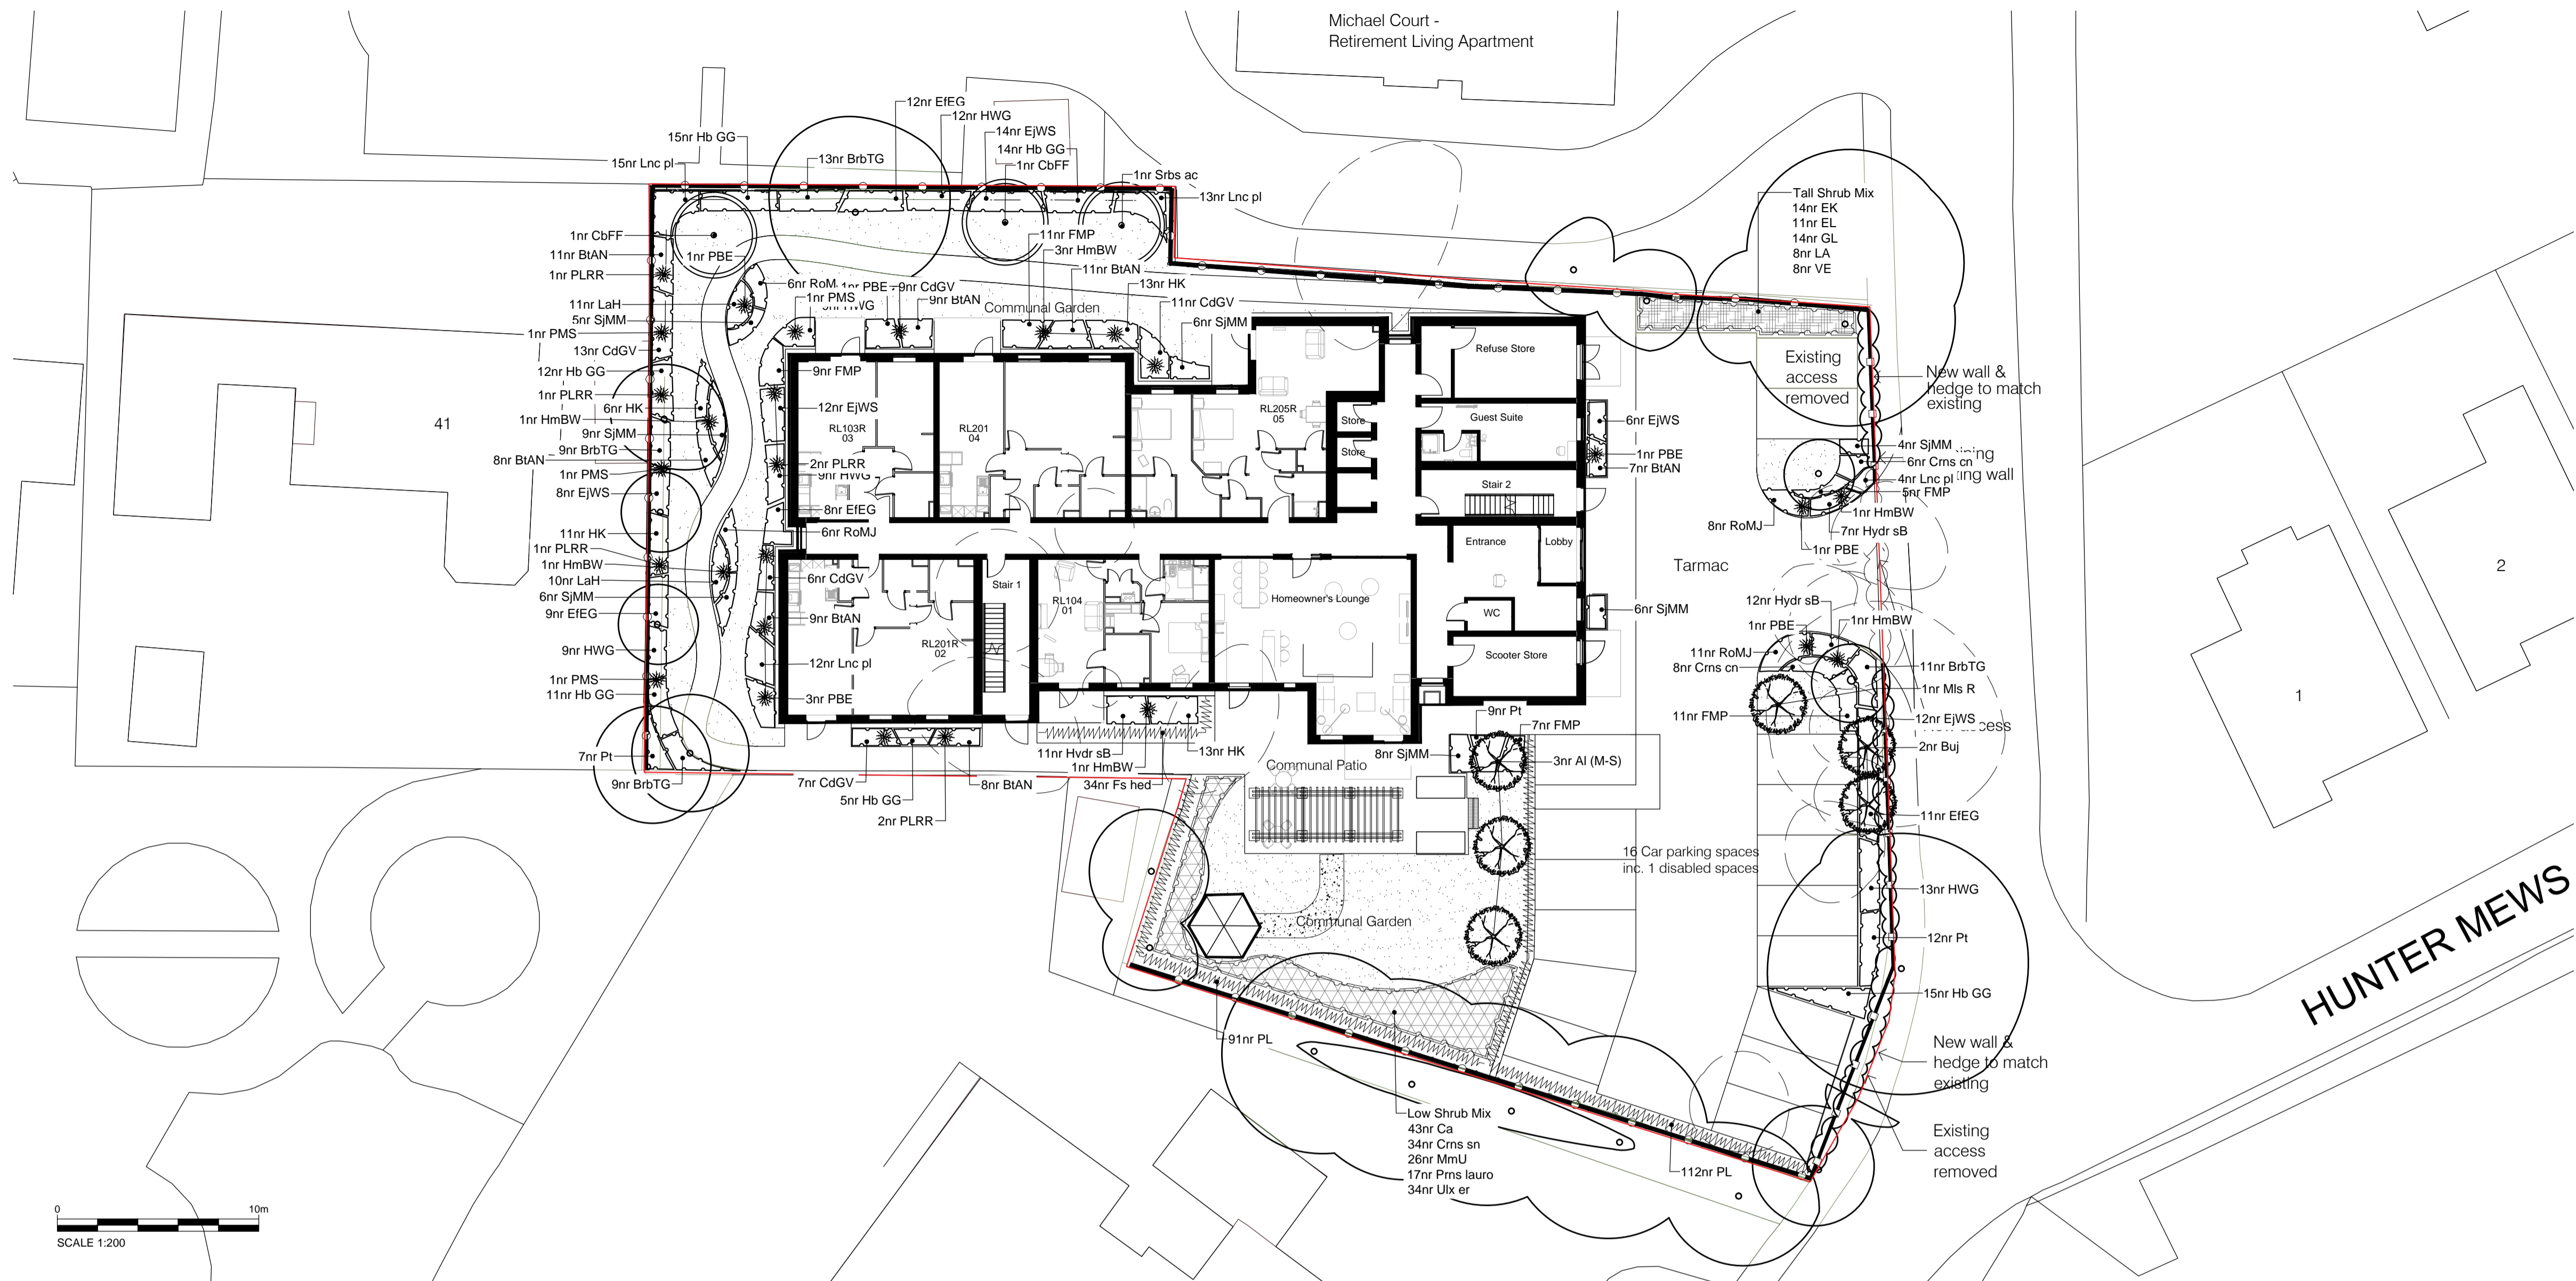 Michael Court -
Retirement Living Apartment
12nr EfEG
12nr HWG
14nr EjWS
14nr Hb GG
1nr CbFF
15nr Hb GG
15nr Lnc pl
13nr BrbTG
1nr Srbs ac
13nr Lnc pl
Tall Shrub Mix
14nr EK
11nr EL
14nr GL
8nr LA
8nr VE
1nr CbFF
11nr BtAN
1nr PLRR
1nr PBE
11nr FMP
3nr HmBW
11nr BtAN
13nr HK
11nr CdGV
6nr SjMM
6nr RoM
1nr PBE
9nr CdGV
9nr BtAN
1nr PMS
HWG
Communal Garden
11nr LaH
5nr SjMM
1nr PMS
13nr CdGV
12nr Hb GG
1nr PLRR
6nr HK
1nr HmBW
9nr SjMM
9nr BrbTG
8nr BtAN
1nr PMS
8nr EjWS
11nr HK
1nr PLRR
1nr HmBW
10nr LaH
6nr SjMM
9nr EfEG
9nr HWG
1nr PMS
11nr Hb GG
7nr Pt
9nr BrbTG
41
9nr FMP
12nr EjWS
RL103R
03
2nr PLRR
9nr HWG
8nr EfEG
6nr RoMJ
RL201
04
RL205R
05
Store
Store
Refuse Store
Guest Suite
Stair 2
Entrance
Lobby
WC
Scooter Store
Homeowner's Lounge
6nr CdGV
9nr BtAN
12nr Lnc pl
3nr PBE
RL201R
02
Stair 1
RL104
01
6nr EjWS
1nr PBE
7nr BtAN
6nr SjMM
Existing
access
removed
New wall &
hedge to match
existing
4nr SjMM
6nr Crns cn
4nr Lnc pl
5nr FMP
1nr HmBW
7nr Hydr sB
1nr PBE
8nr RoMJ
ining
ing wall
Tarmac
12nr Hydr sB
1nr HmBW
1nr PBE
11nr RoMJ
8nr Crns cn
11nr FMP
11nr BrbTG
1nr Mls R
12nr EjWS
access
2nr Buj
11nr EfEG
13nr HWG
12nr Pt
15nr Hb GG
New wall &
hedge to match
existing
Existing
access
removed
7nr CdGV
5nr Hb GG
2nr PLRR
8nr BtAN
11nr Hydr sB
1nr HmBW
34nr Fs hed
13nr HK
Communal Patio
9nr Pt
7nr FMP
8nr SjMM
3nr Al (M-S)
16 Car parking spaces
inc. 1 disabled spaces
Communal Garden
91nr PL
Low Shrub Mix
43nr Ca
34nr Crns sn
26nr MmU
17nr Prns lauro
34nr Ulx er
112nr PL
1
2
HUNTER MEWS
0 10m
SCALE 1:200